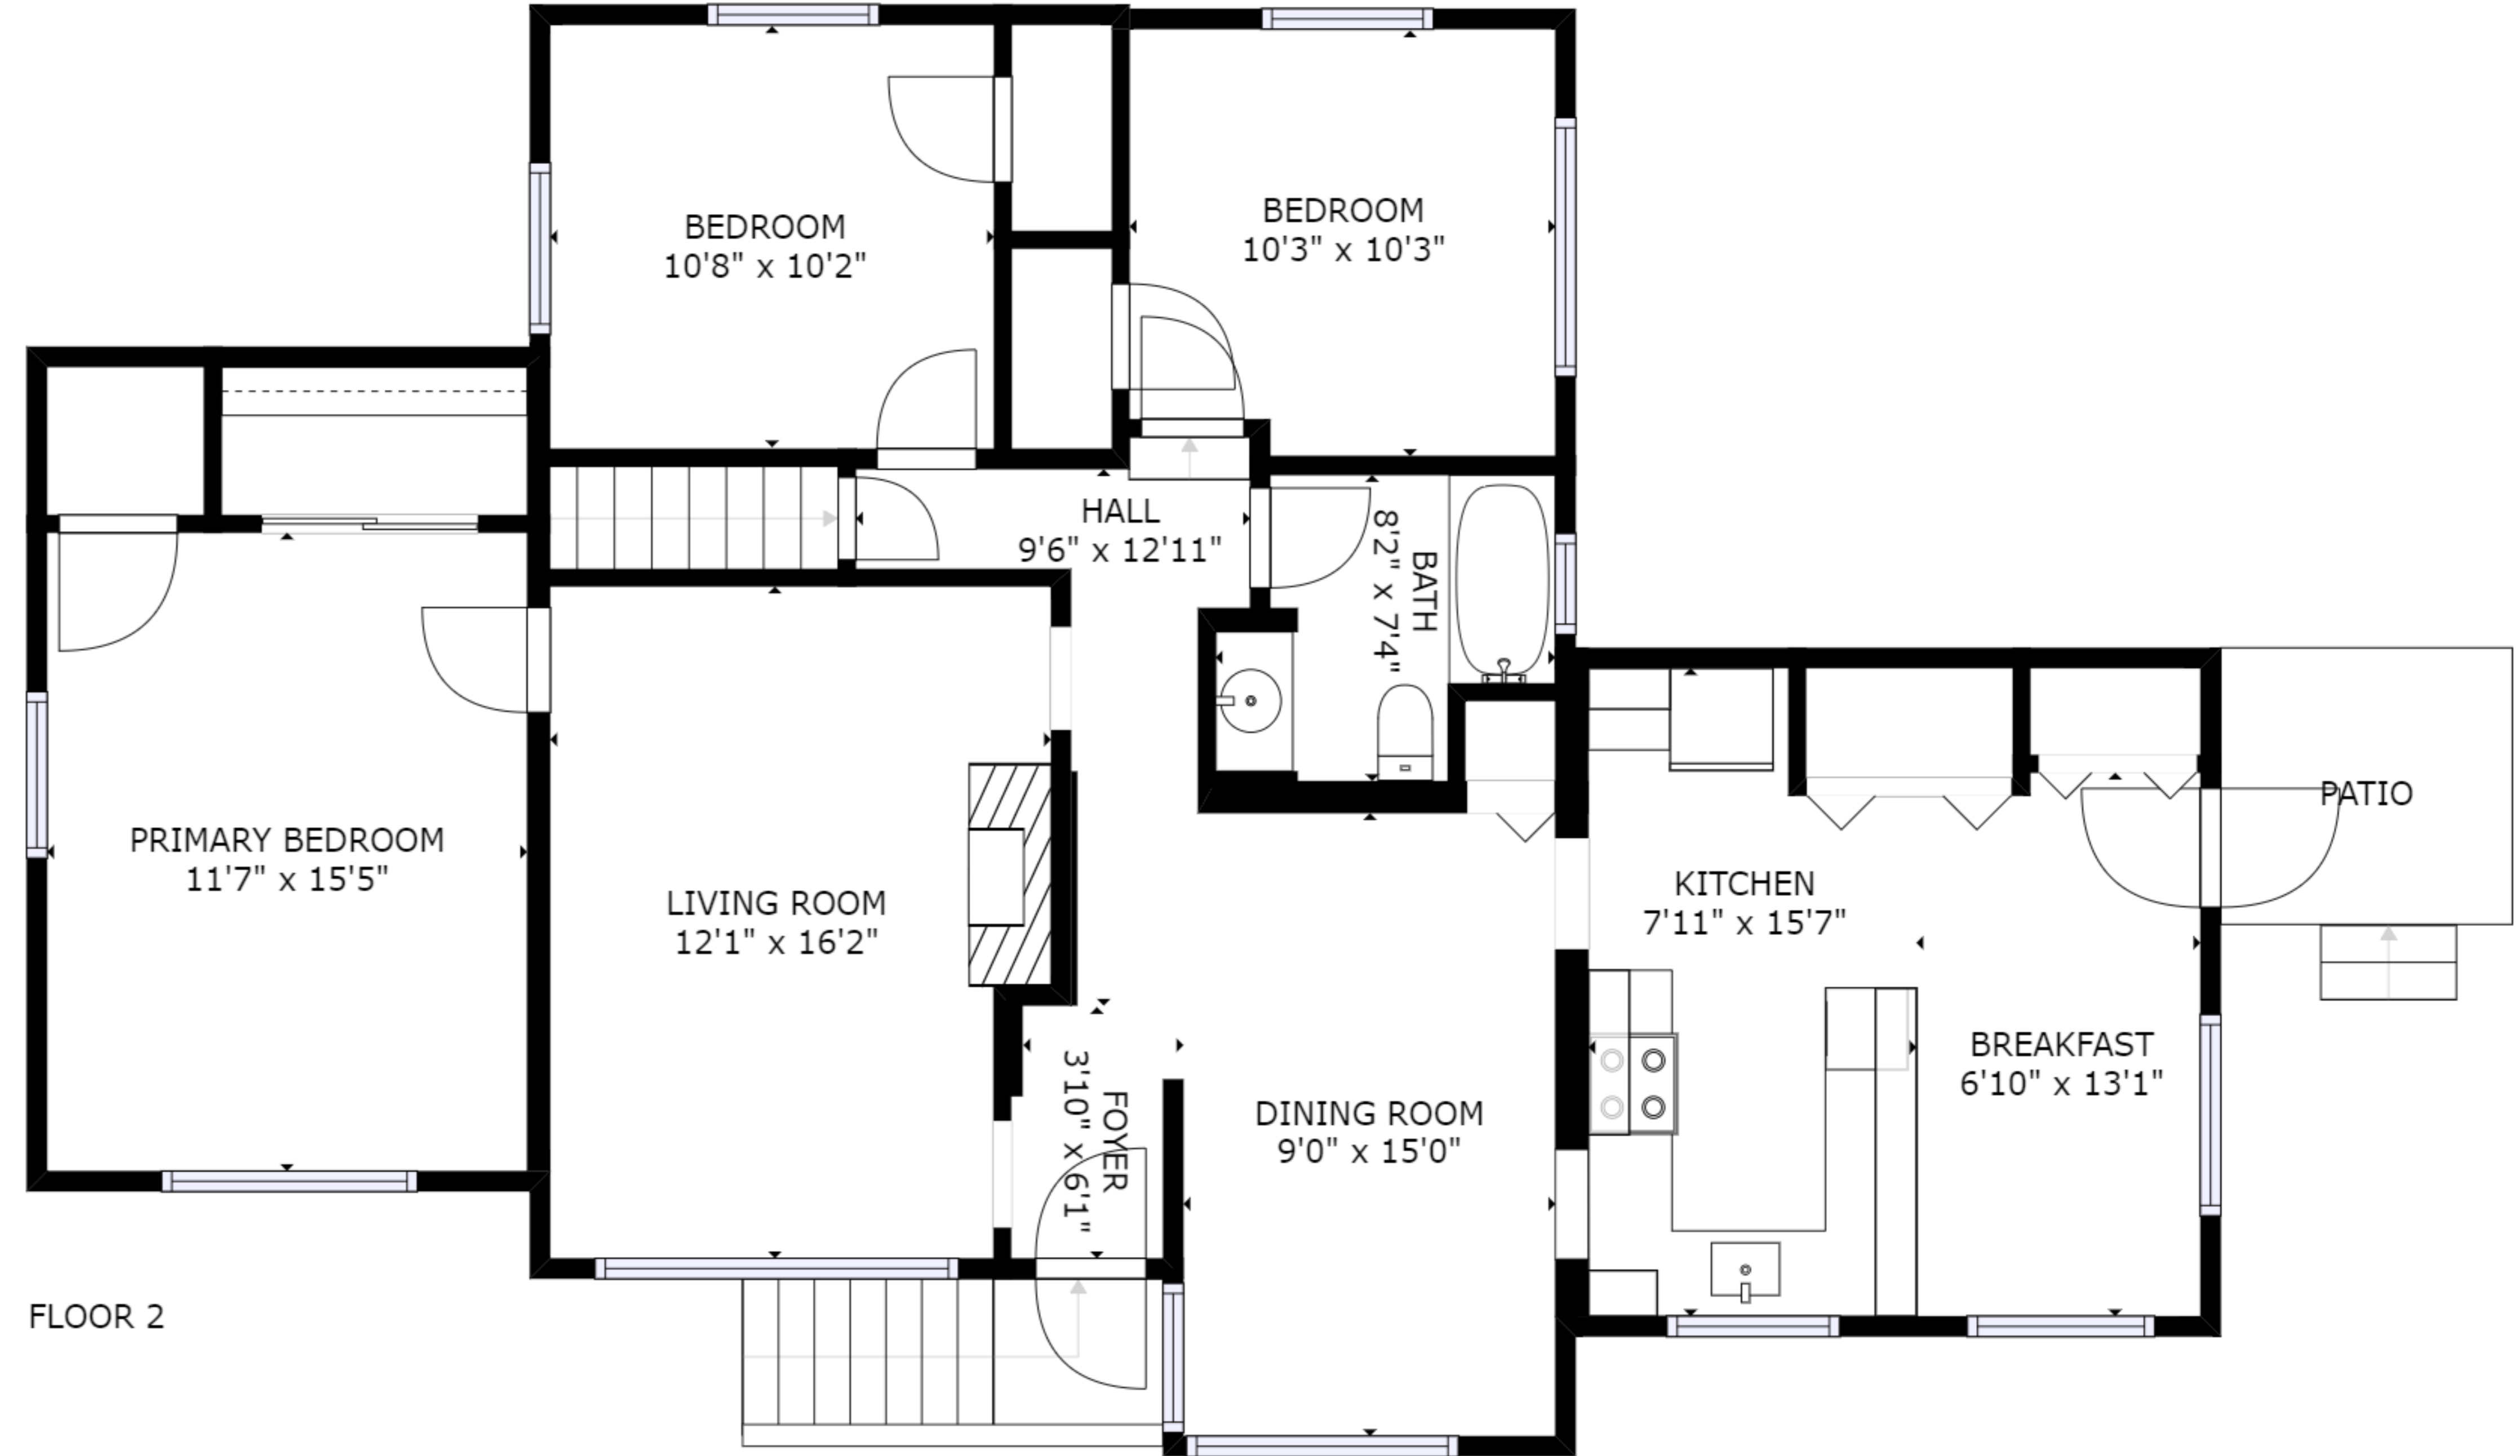 BEDROOM
10'8" x 10'2"
BEDROOM
10'3" x 10'3"
HALL
9'6" x 12'11"
BATH
8'2" x 7'4"
PRIMARY BEDROOM
11'7" x 15'5"
LIVING ROOM
12'1" x 16'2"
KITCHEN
7'11" x 15'7"
PATIO
BREAKFAST
6'10" x 13'1"
FOYER
3'10" x 6'1"
DINING ROOM
9'0" x 15'0"
FLOOR 2